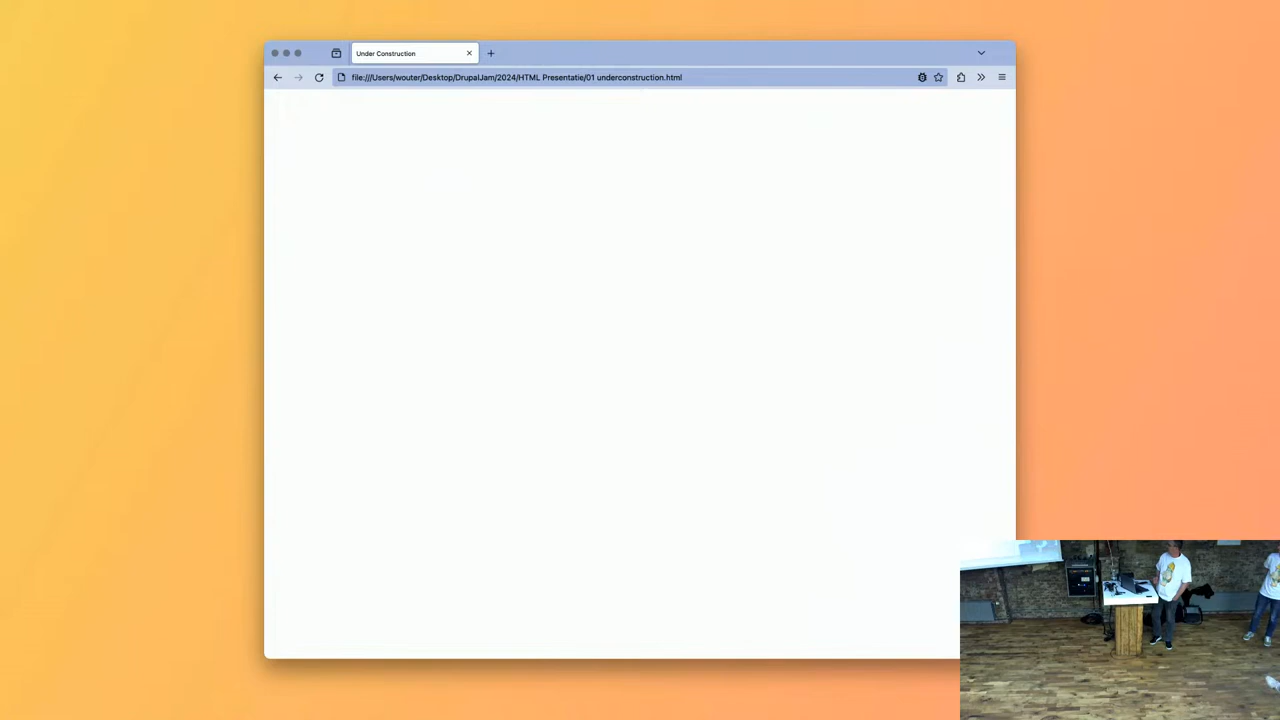 Under Construction
file:///Users/wouter/Desktop/DrupalJam/2024/HTML Presentatie/01 underconstruction.html